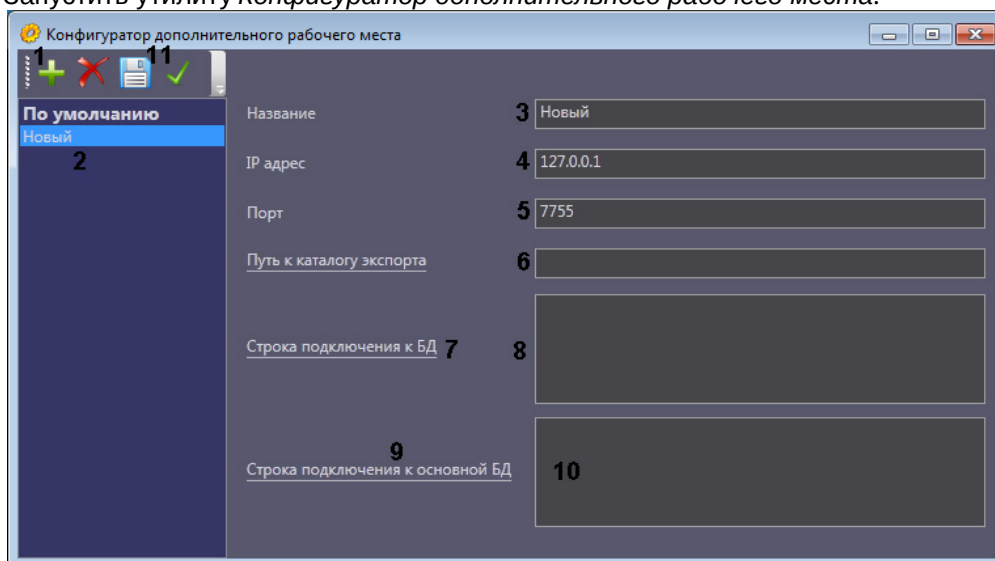 Запустить утилиту Конфигуратор дополнительного рабочего места.
Конфигуратор дополнительного рабочего места
1 11
По умолчанию
Новый
2
Название 3 Новый
IP адрес 4 127.0.0.1
Порт 5 7755
Путь к каталогу экспорта 6
Строка подключения к БД 7 8
9
Строка подключения к основной БД 10